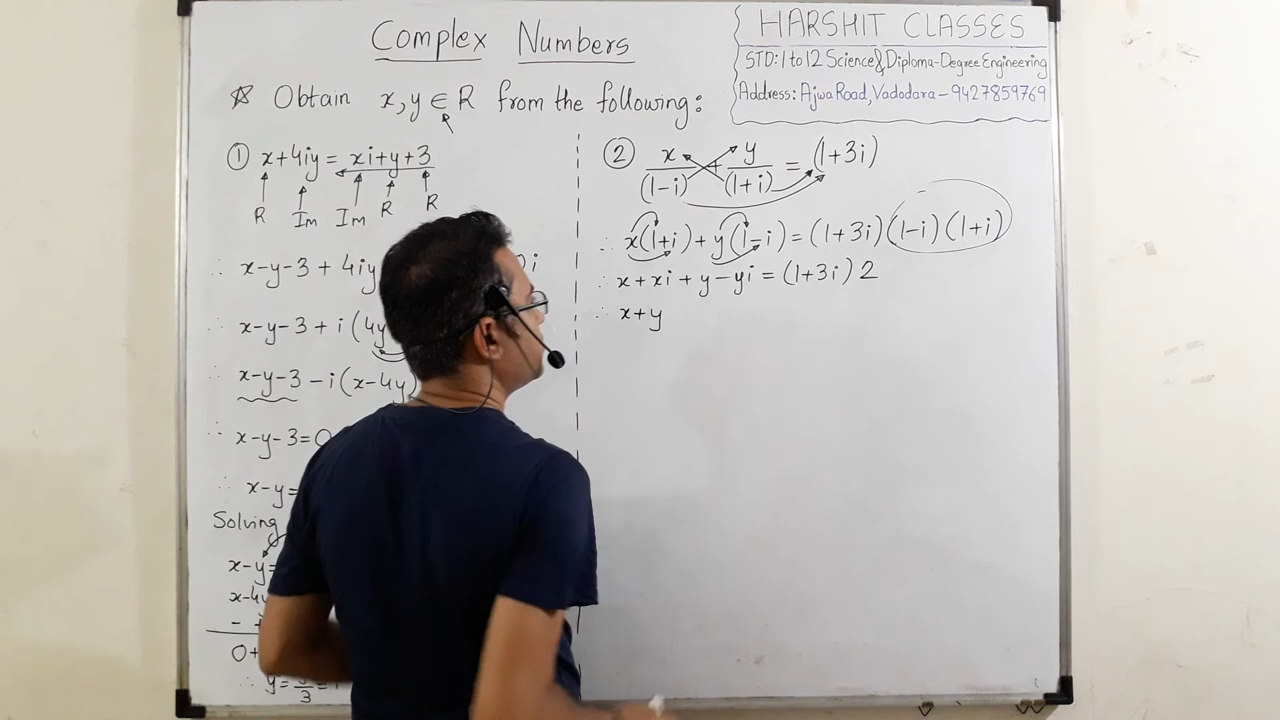 Complex Numbers
HARSHIT CLASSES
STD: 1 to 12 Science & Diploma-Degree Engineering
Address: Ajwa Road, Vadodara - 9427859769
☆ Obtain x, y ∈ R from the following:
① x+4iy = xi+y+3
R Im Im R R
∴ x-y-3 + 4iy
∴ x-y-3 + i(4y
∴ x-y-3 - i(x-4y)
∴ x-y-3=0
∴ x-y=
Solving
x-y=
x-4y
0+
∴ y=
② x/(1-i) + y/(1+i) = (1+3i)
∴ x(1+i) + y(1-i) = (1+3i)(1-i)(1+i)
∴ x+xi+y-yi = (1+3i)2
∴ x+y